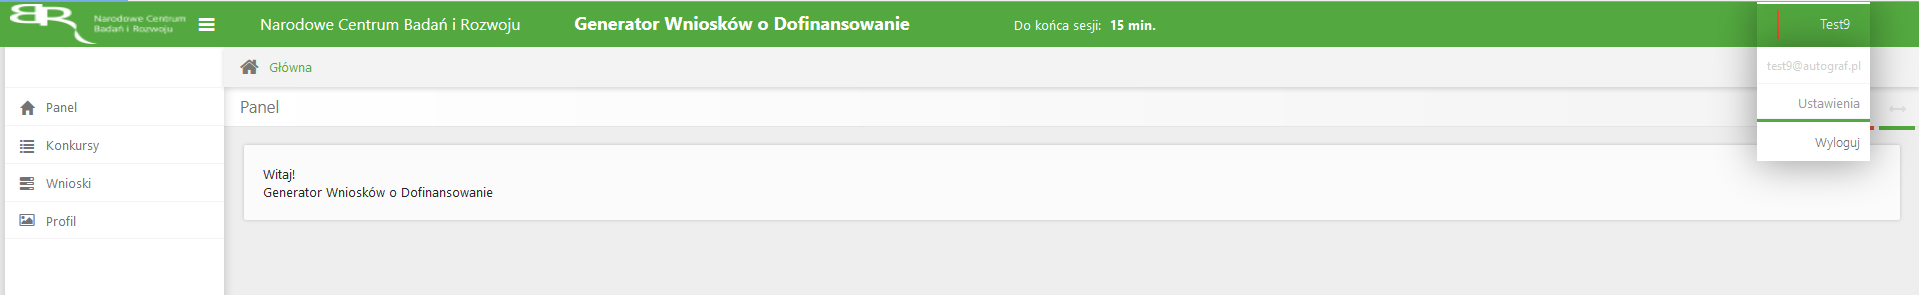 Narodowe Centrum
Badań i Rozwoju
Narodowe Centrum Badań i Rozwoju
Generator Wniosków o Dofinansowanie
Do końca sesji: 15 min.
Test9
test9@autograf.pl
Ustawienia
Wyloguj
Główna
Panel
Konkursy
Wnioski
Profil
Panel
Witaj!
Generator Wniosków o Dofinansowanie